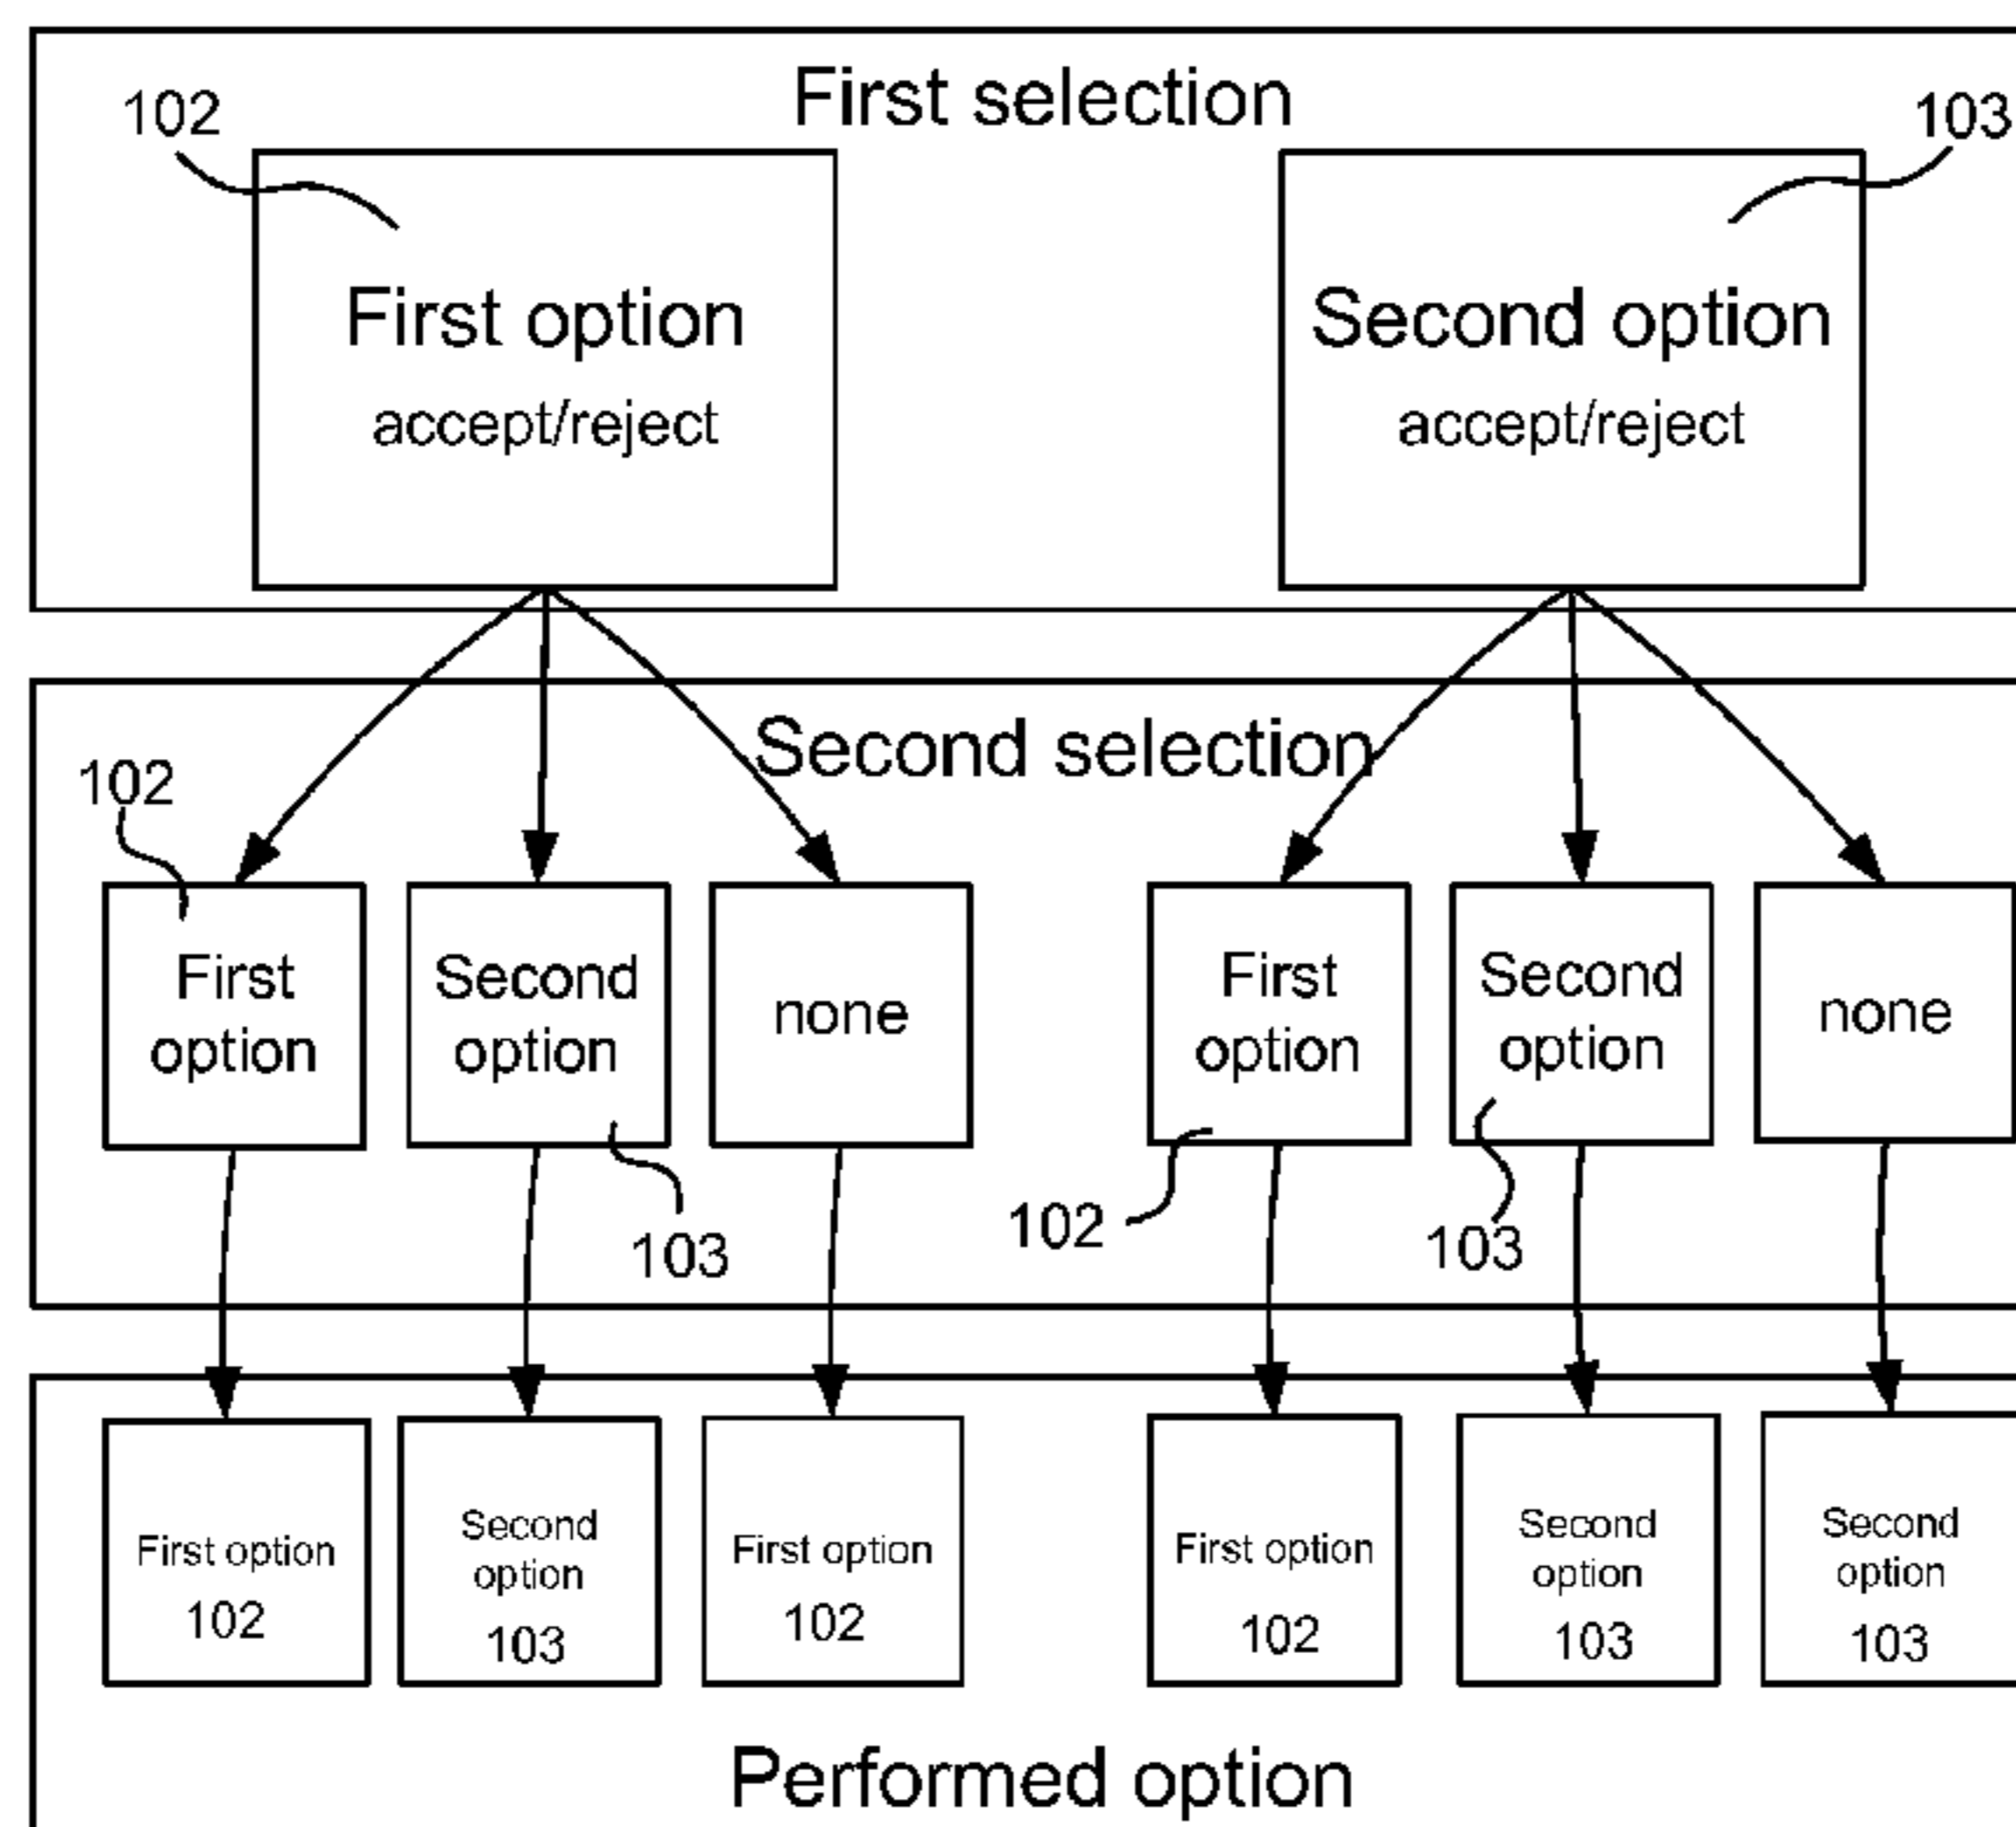 First selection
102
103
First option
accept/reject
Second option
accept/reject
Second selection
102
First
option
Second
option
none
First
option
Second
option
none
103
102
103
First option
102
Second
option
103
First option
102
First option
102
Second
option
103
Second
option
103
Performed option